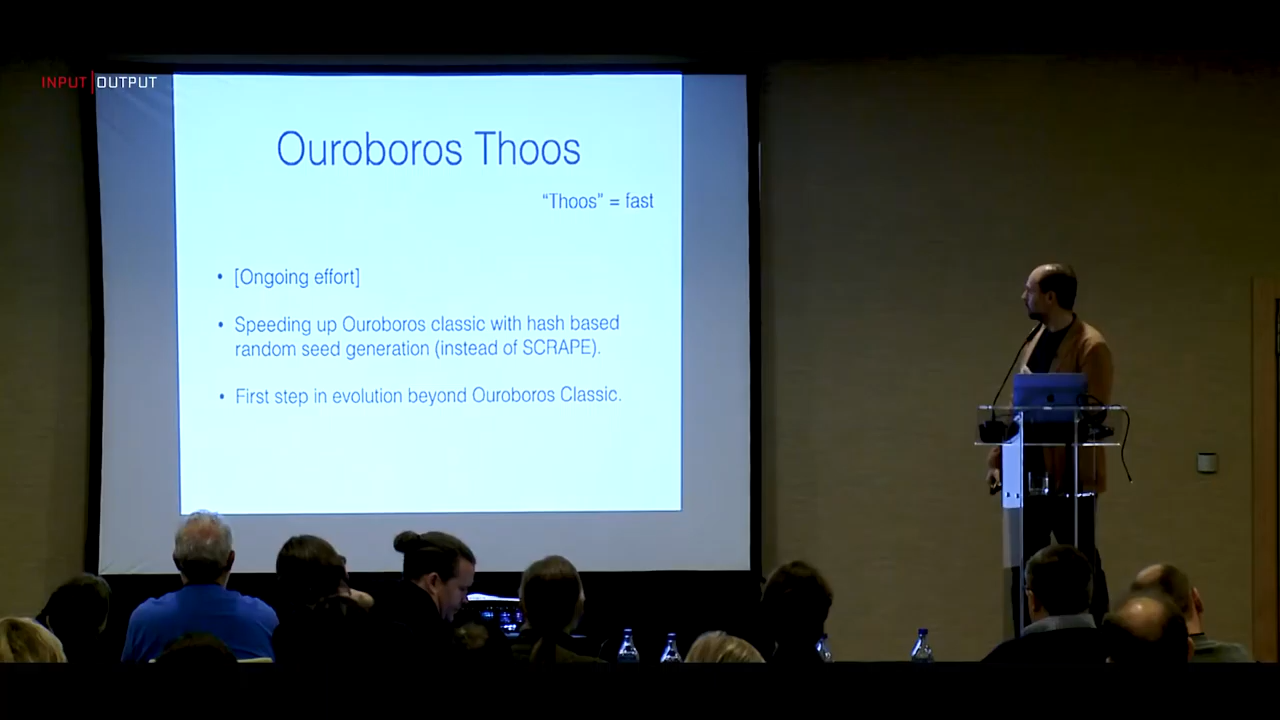 INPUT|OUTPUT
Ouroboros Thoos
“Thoos” = fast
• [Ongoing effort]
• Speeding up Ouroboros classic with hash based
random seed generation (instead of SCRAPE).
• First step in evolution beyond Ouroboros Classic.